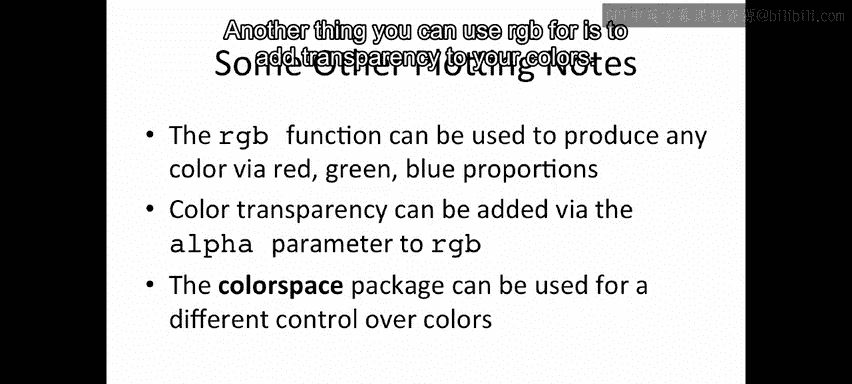 Another thing you can use rgb for is to
add transparency to your colors.
Some Other Plotting Notes
• The rgb function can be used to produce any
color via red, green, blue proportions
• Color transparency can be added via the
alpha parameter to rgb
• The colorspace package can be used for a
different control over colors